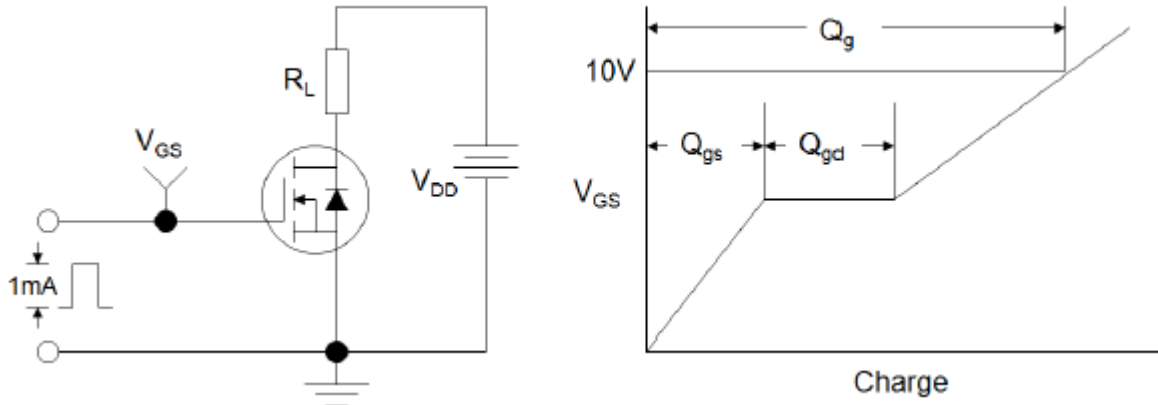 R_L
V_GS
V_DD
1mA
Q_g
10V
Q_gs
Q_gd
V_GS
Charge